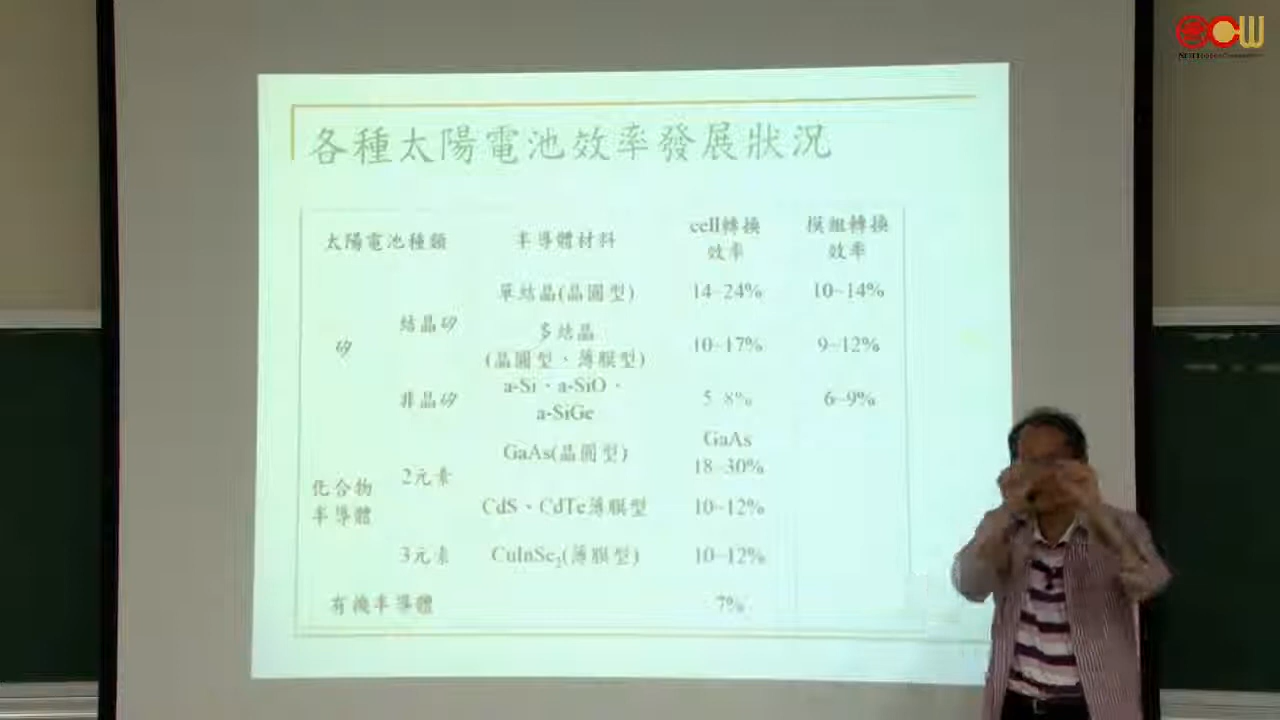 各種太陽電池效率發展狀況
太陽電池種類
半導體材料
cell轉換
效率
模組轉換
效率
單結晶(晶圓型)
14~24%
10~14%
矽
結晶矽
多結晶
(晶圓型、薄膜型)
10~17%
9~12%
非晶矽
a-Si、a-SiO、
a-SiGe
5~8%
6~9%
化合物
半導體
2元素
GaAs(晶圓型)
GaAs
18~30%
CdS、CdTe薄膜型
10~12%
3元素
CuInSe₂(薄膜型)
10~12%
有機半導體
7%
OCW